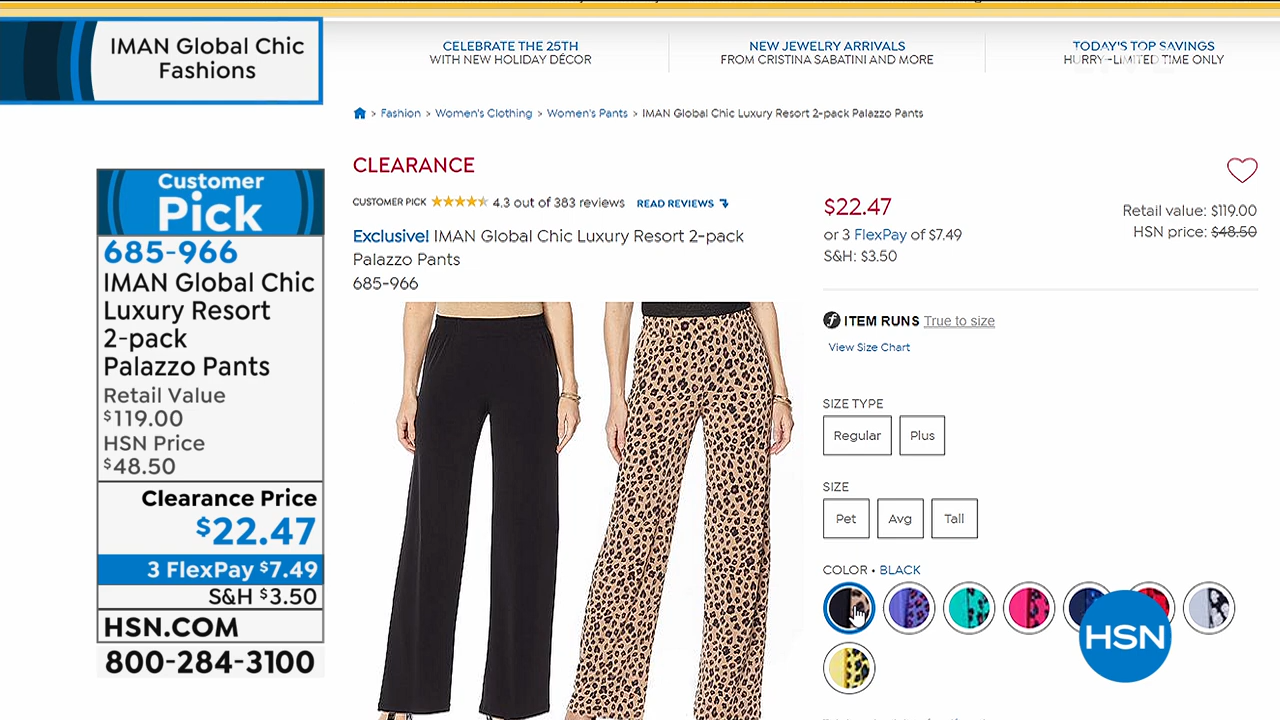 IMAN Global Chic
Fashions
CELEBRATE THE 25TH
WITH NEW HOLIDAY DÉCOR
NEW JEWELRY ARRIVALS
FROM CRISTINA SABATINI AND MORE
TODAY'S TOP SAVINGS
HURRY-LIMITED TIME ONLY
> Fashion > Women's Clothing > Women's Pants > IMAN Global Chic Luxury Resort 2-pack Palazzo Pants
Customer
Pick
685-966
IMAN Global Chic
Luxury Resort
2-pack
Palazzo Pants
Retail Value
$119.00
HSN Price
$48.50
Clearance Price
$22.47
3 FlexPay $7.49
S&H $3.50
HSN.COM
800-284-3100
CLEARANCE
CUSTOMER PICK 4.3 out of 383 reviews READ REVIEWS
Exclusive! IMAN Global Chic Luxury Resort 2-pack
Palazzo Pants
685-966
$22.47
or 3 FlexPay of $7.49
S&H: $3.50
Retail value: $119.00
HSN price: $48.50
f ITEM RUNS True to size
View Size Chart
SIZE TYPE
Regular Plus
SIZE
Pet Avg Tall
COLOR • BLACK
HSN